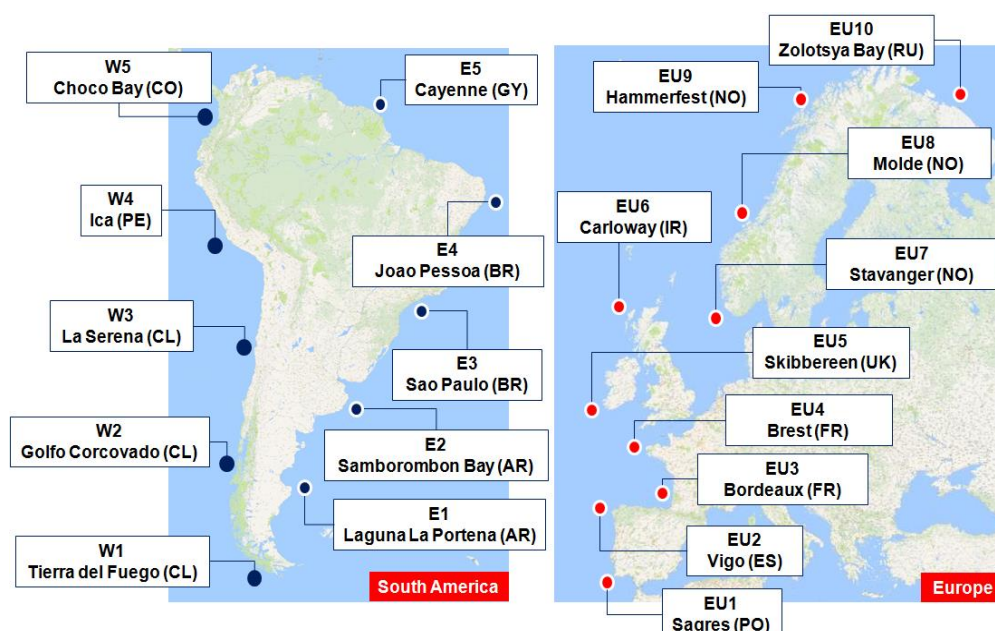 W5
Choco Bay (CO)
E5
Cayenne (GY)
W4
Ica (PE)
E4
Joao Pessoa (BR)
W3
La Serena (CL)
E3
Sao Paulo (BR)
W2
Golfo Corcovado (CL)
E2
Samborombon Bay (AR)
E1
Laguna La Portena (AR)
W1
Tierra del Fuego (CL)
South America
EU10
Zolotsya Bay (RU)
EU9
Hammerfest (NO)
EU8
Molde (NO)
EU6
Carloway (IR)
EU7
Stavanger (NO)
EU5
Skibbereen (UK)
EU4
Brest (FR)
EU3
Bordeaux (FR)
EU2
Vigo (ES)
Europe
EU1
Sagres (PO)